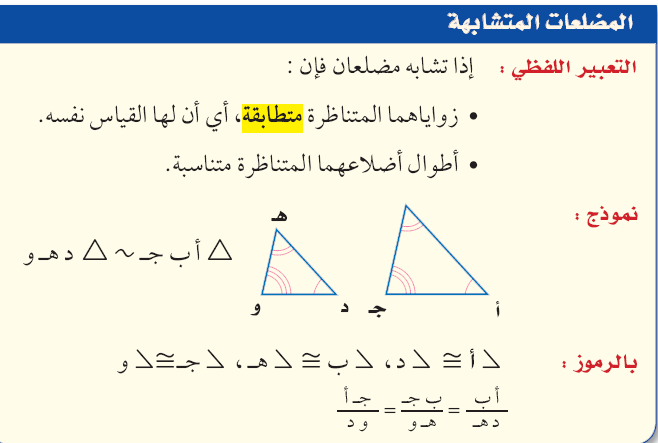 المضلعات المتشابهة
التعبير اللفظي : إذا تشابه مضلعان فإن :
• زواياهما المتناظرة متطابقة، أي أن لها القياس نفسه.
• أطوال أضلاعهما المتناظرة متناسبة.
نموذج :
هـ
△ أ ب جـ ~ △ د هـ و
أ جـ د و
بالرموز : ∠ أ ≅ ∠ د، ∠ ب ≅ ∠ هـ، ∠ جـ ≅ ∠ و
أ ب / د هـ = ب جـ / هـ و = جـ أ / و د